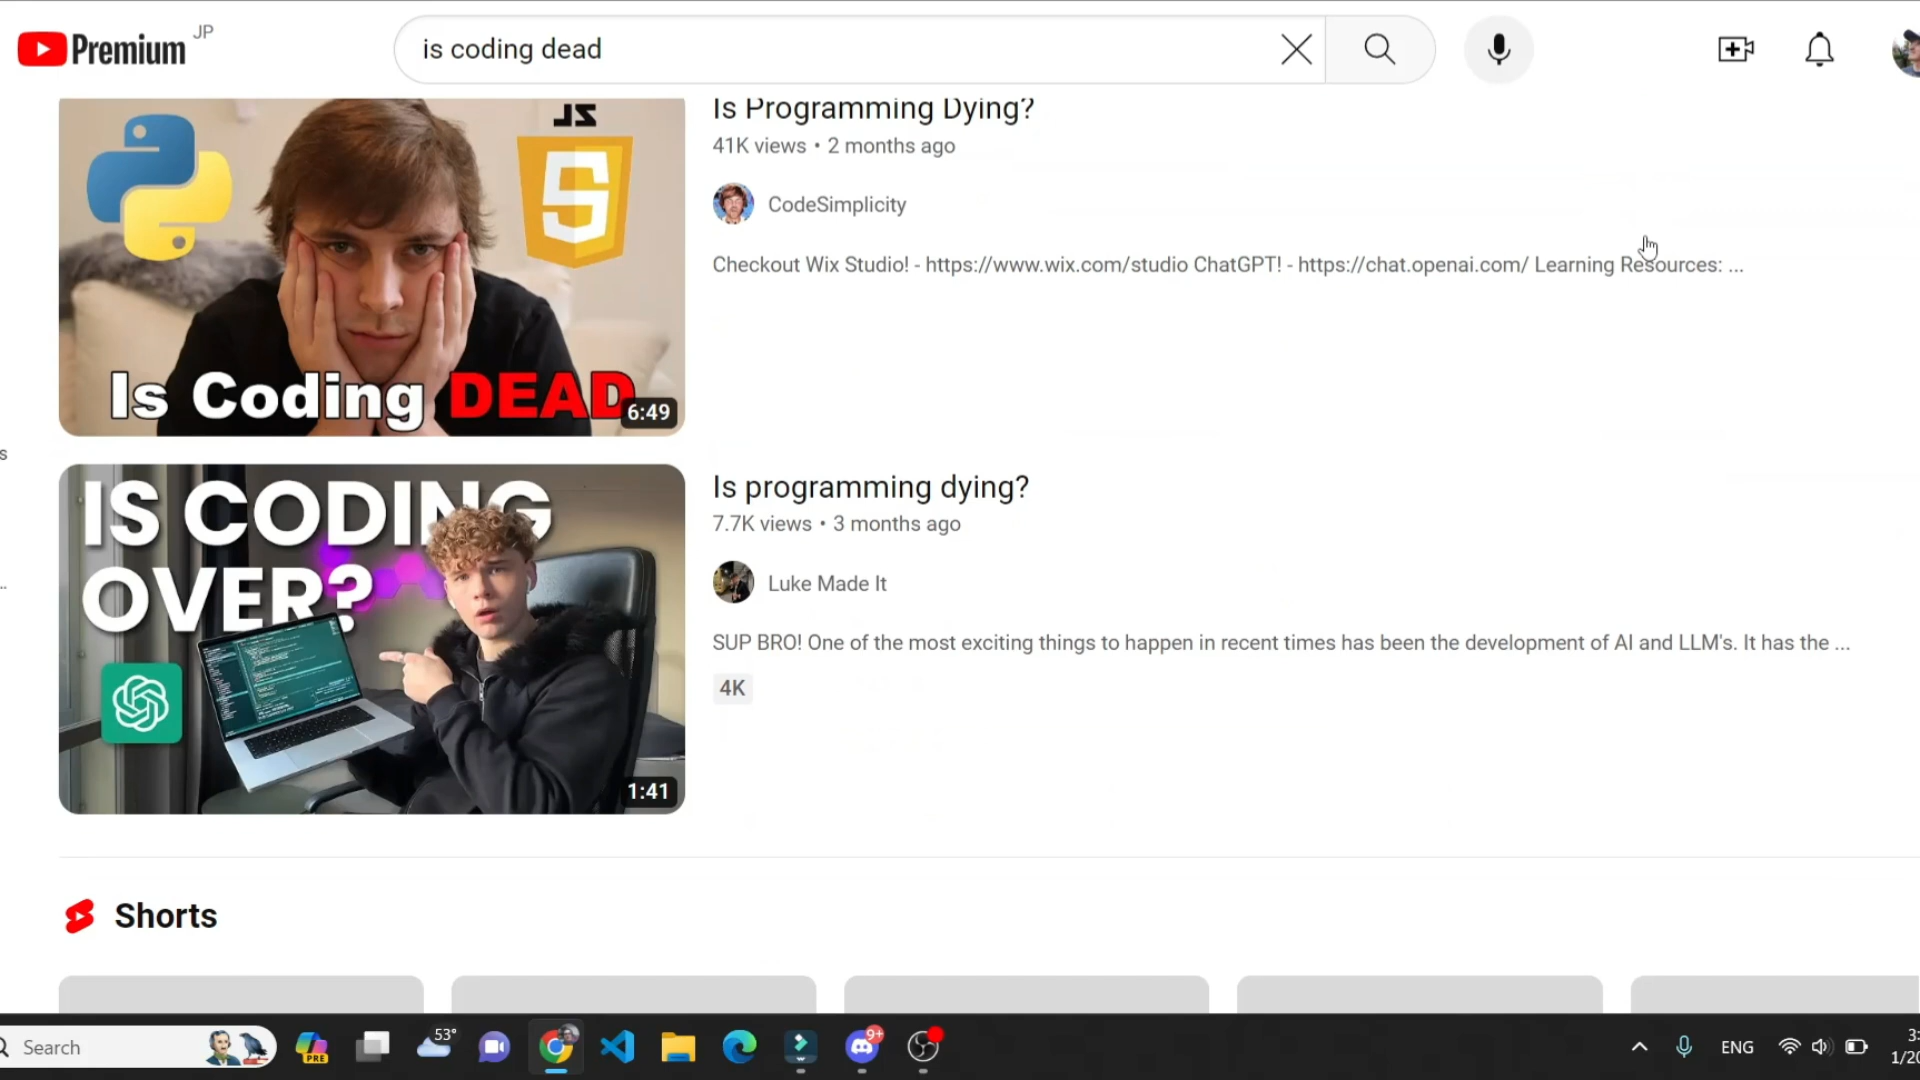 Premium JP
is coding dead
JS
Is Coding DEAD
6:49
Is Programming Dying?
41K views • 2 months ago
CodeSimplicity
Checkout Wix Studio! - https://www.wix.com/studio ChatGPT! - https://chat.openai.com/ Learning Resources: ...
IS CODING
OVER?
1:41
Is programming dying?
7.7K views • 3 months ago
Luke Made It
SUP BRO! One of the most exciting things to happen in recent times has been the development of AI and LLM's. It has the ...
4K
s
...
Shorts
Search
PRE
53°
9+
ENG
3:
1/20